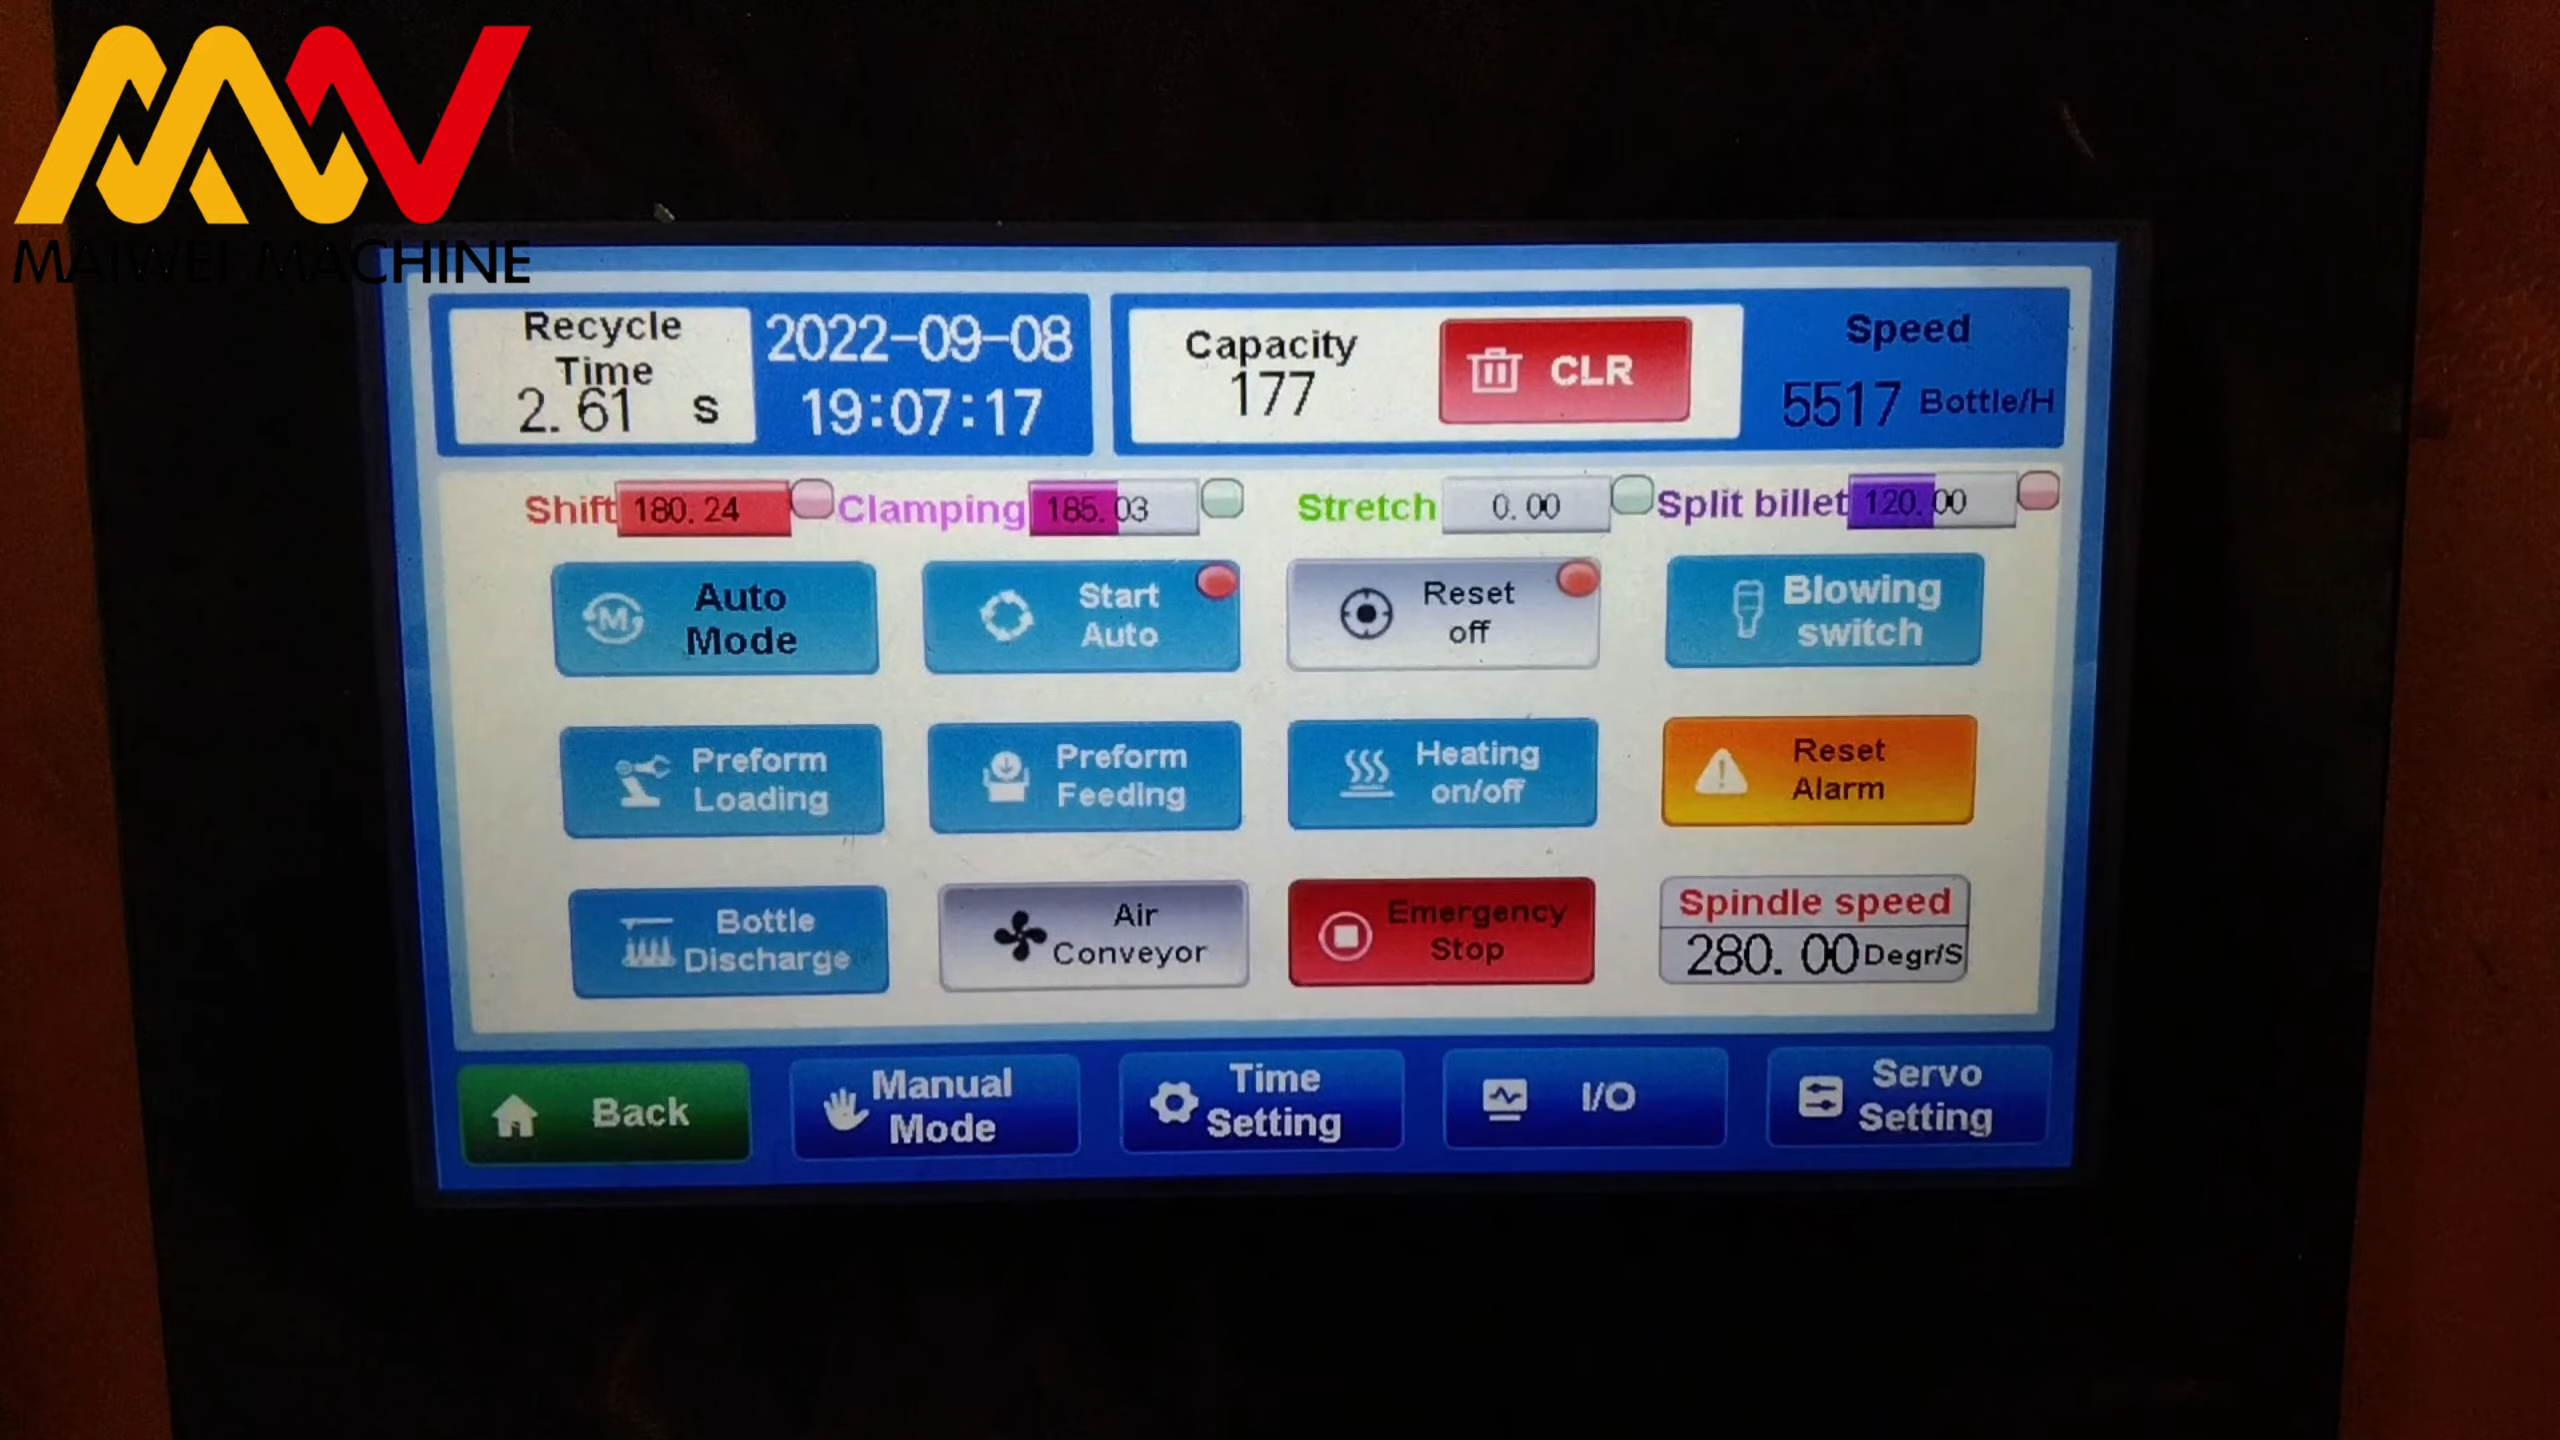 MAIWEI MACHINE
Recycle
Time
2.61 s
2022-09-08
19:07:17
Capacity
177
CLR
Speed
5517 Bottle/H
Shift 180.24
Clamping 185.03
Stretch 0.00
Split billet 120.00
Auto
Mode
Start
Auto
Reset
off
Blowing
switch
Preform
Loading
Preform
Feeding
Heating
on/off
Reset
Alarm
Bottle
Discharge
Air
Conveyor
Emergency
Stop
Spindle speed
280.00 Degr/S
Back
Manual
Mode
Time
Setting
I/O
Servo
Setting